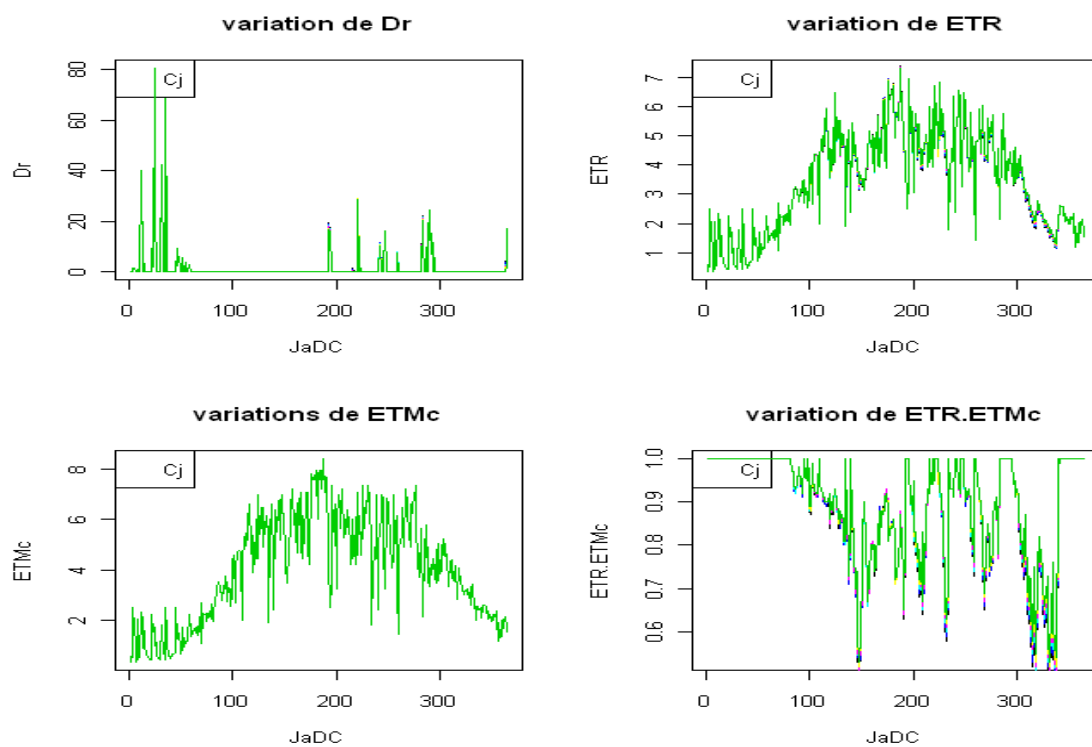 variation de Dr
Cj
Dr
0 20 40 60 80
0 100 200 300
JaDC
variation de ETR
Cj
ETR
1 2 3 4 5 6 7
0 100 200 300
JaDC
variations de ETMc
Cj
ETMc
2 4 6 8
0 100 200 300
JaDC
variation de ETR.ETMc
Cj
ETR.ETMc
0.6 0.7 0.8 0.9 1.0
0 100 200 300
JaDC